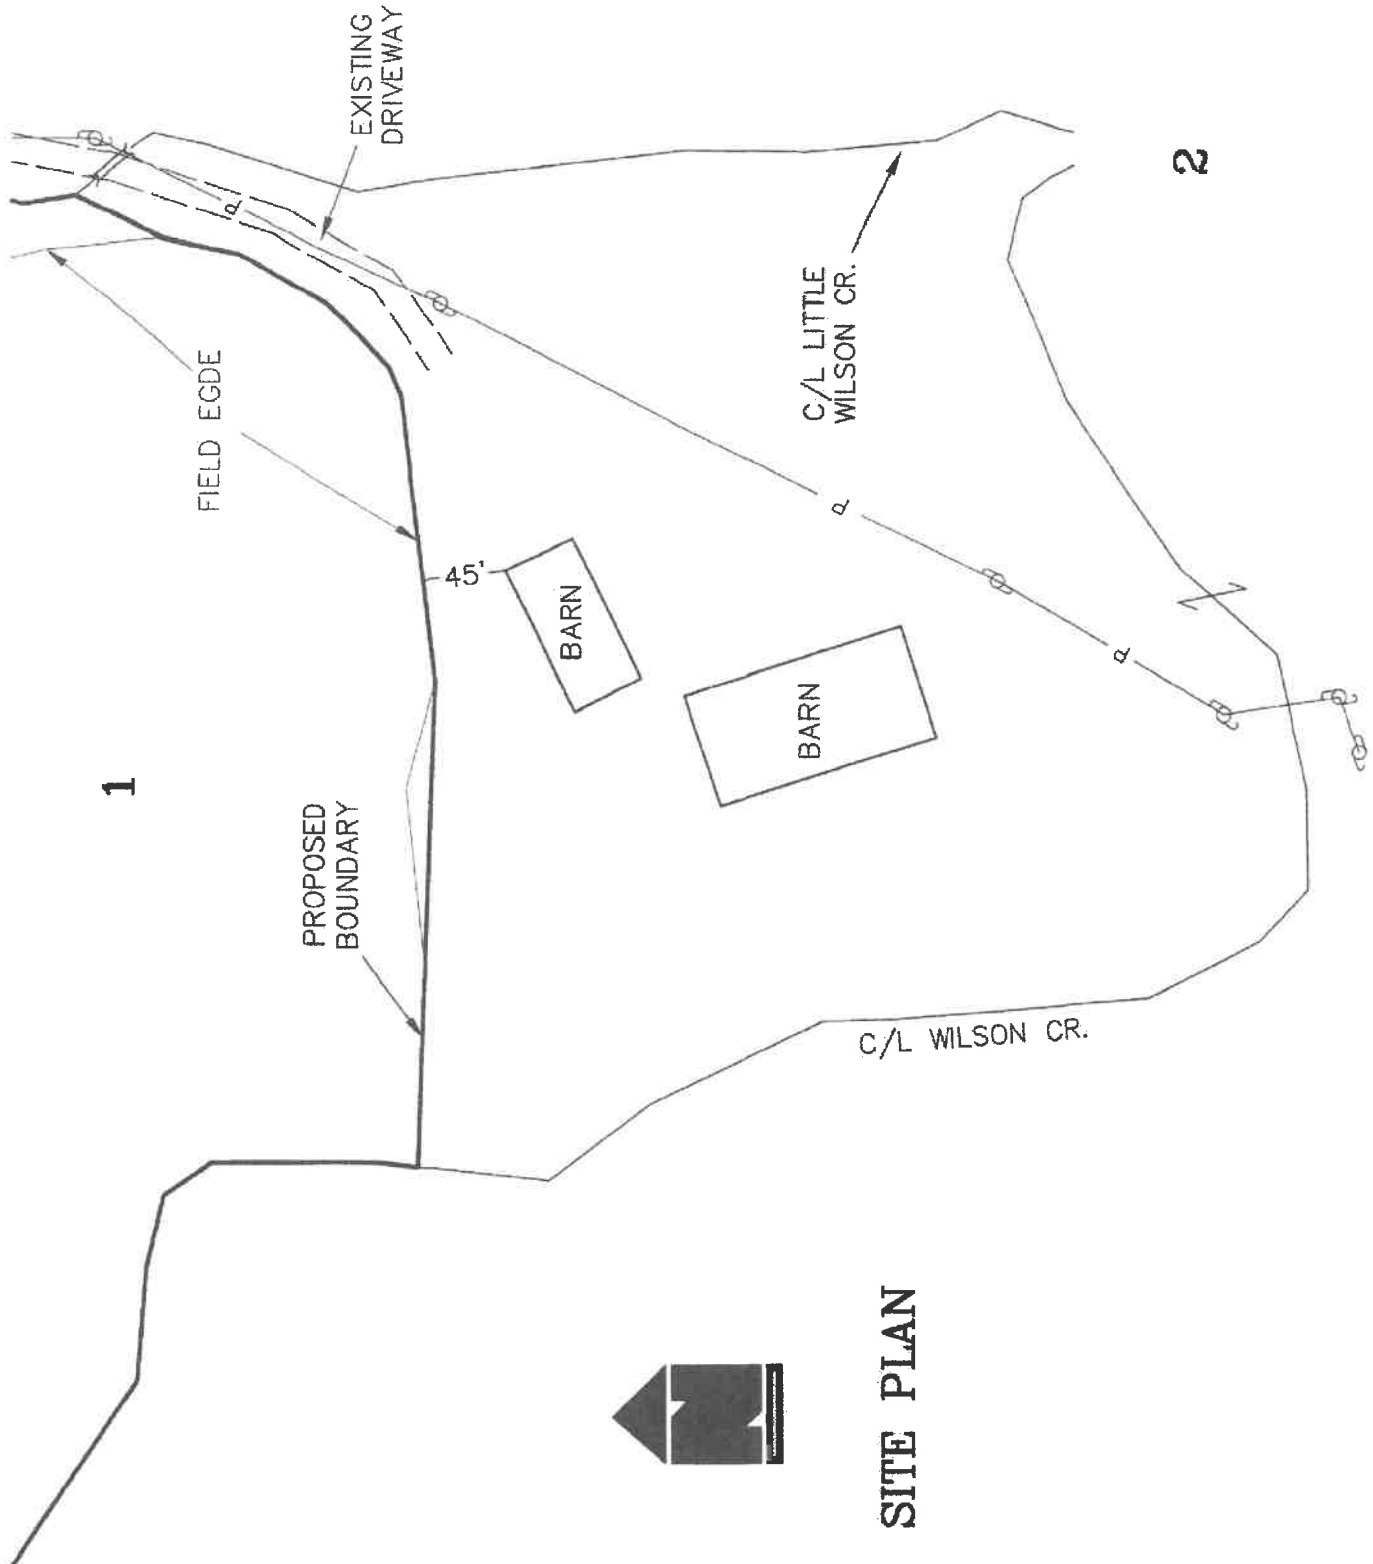 EXISTING
DRIVEWAY
FIELD EGDE
2
C/L LITTLE
WILSON CR.
P
P
P
45'
BARN
BARN
1
PROPOSED
BOUNDARY
C/L WILSON CR.
N
SITE PLAN